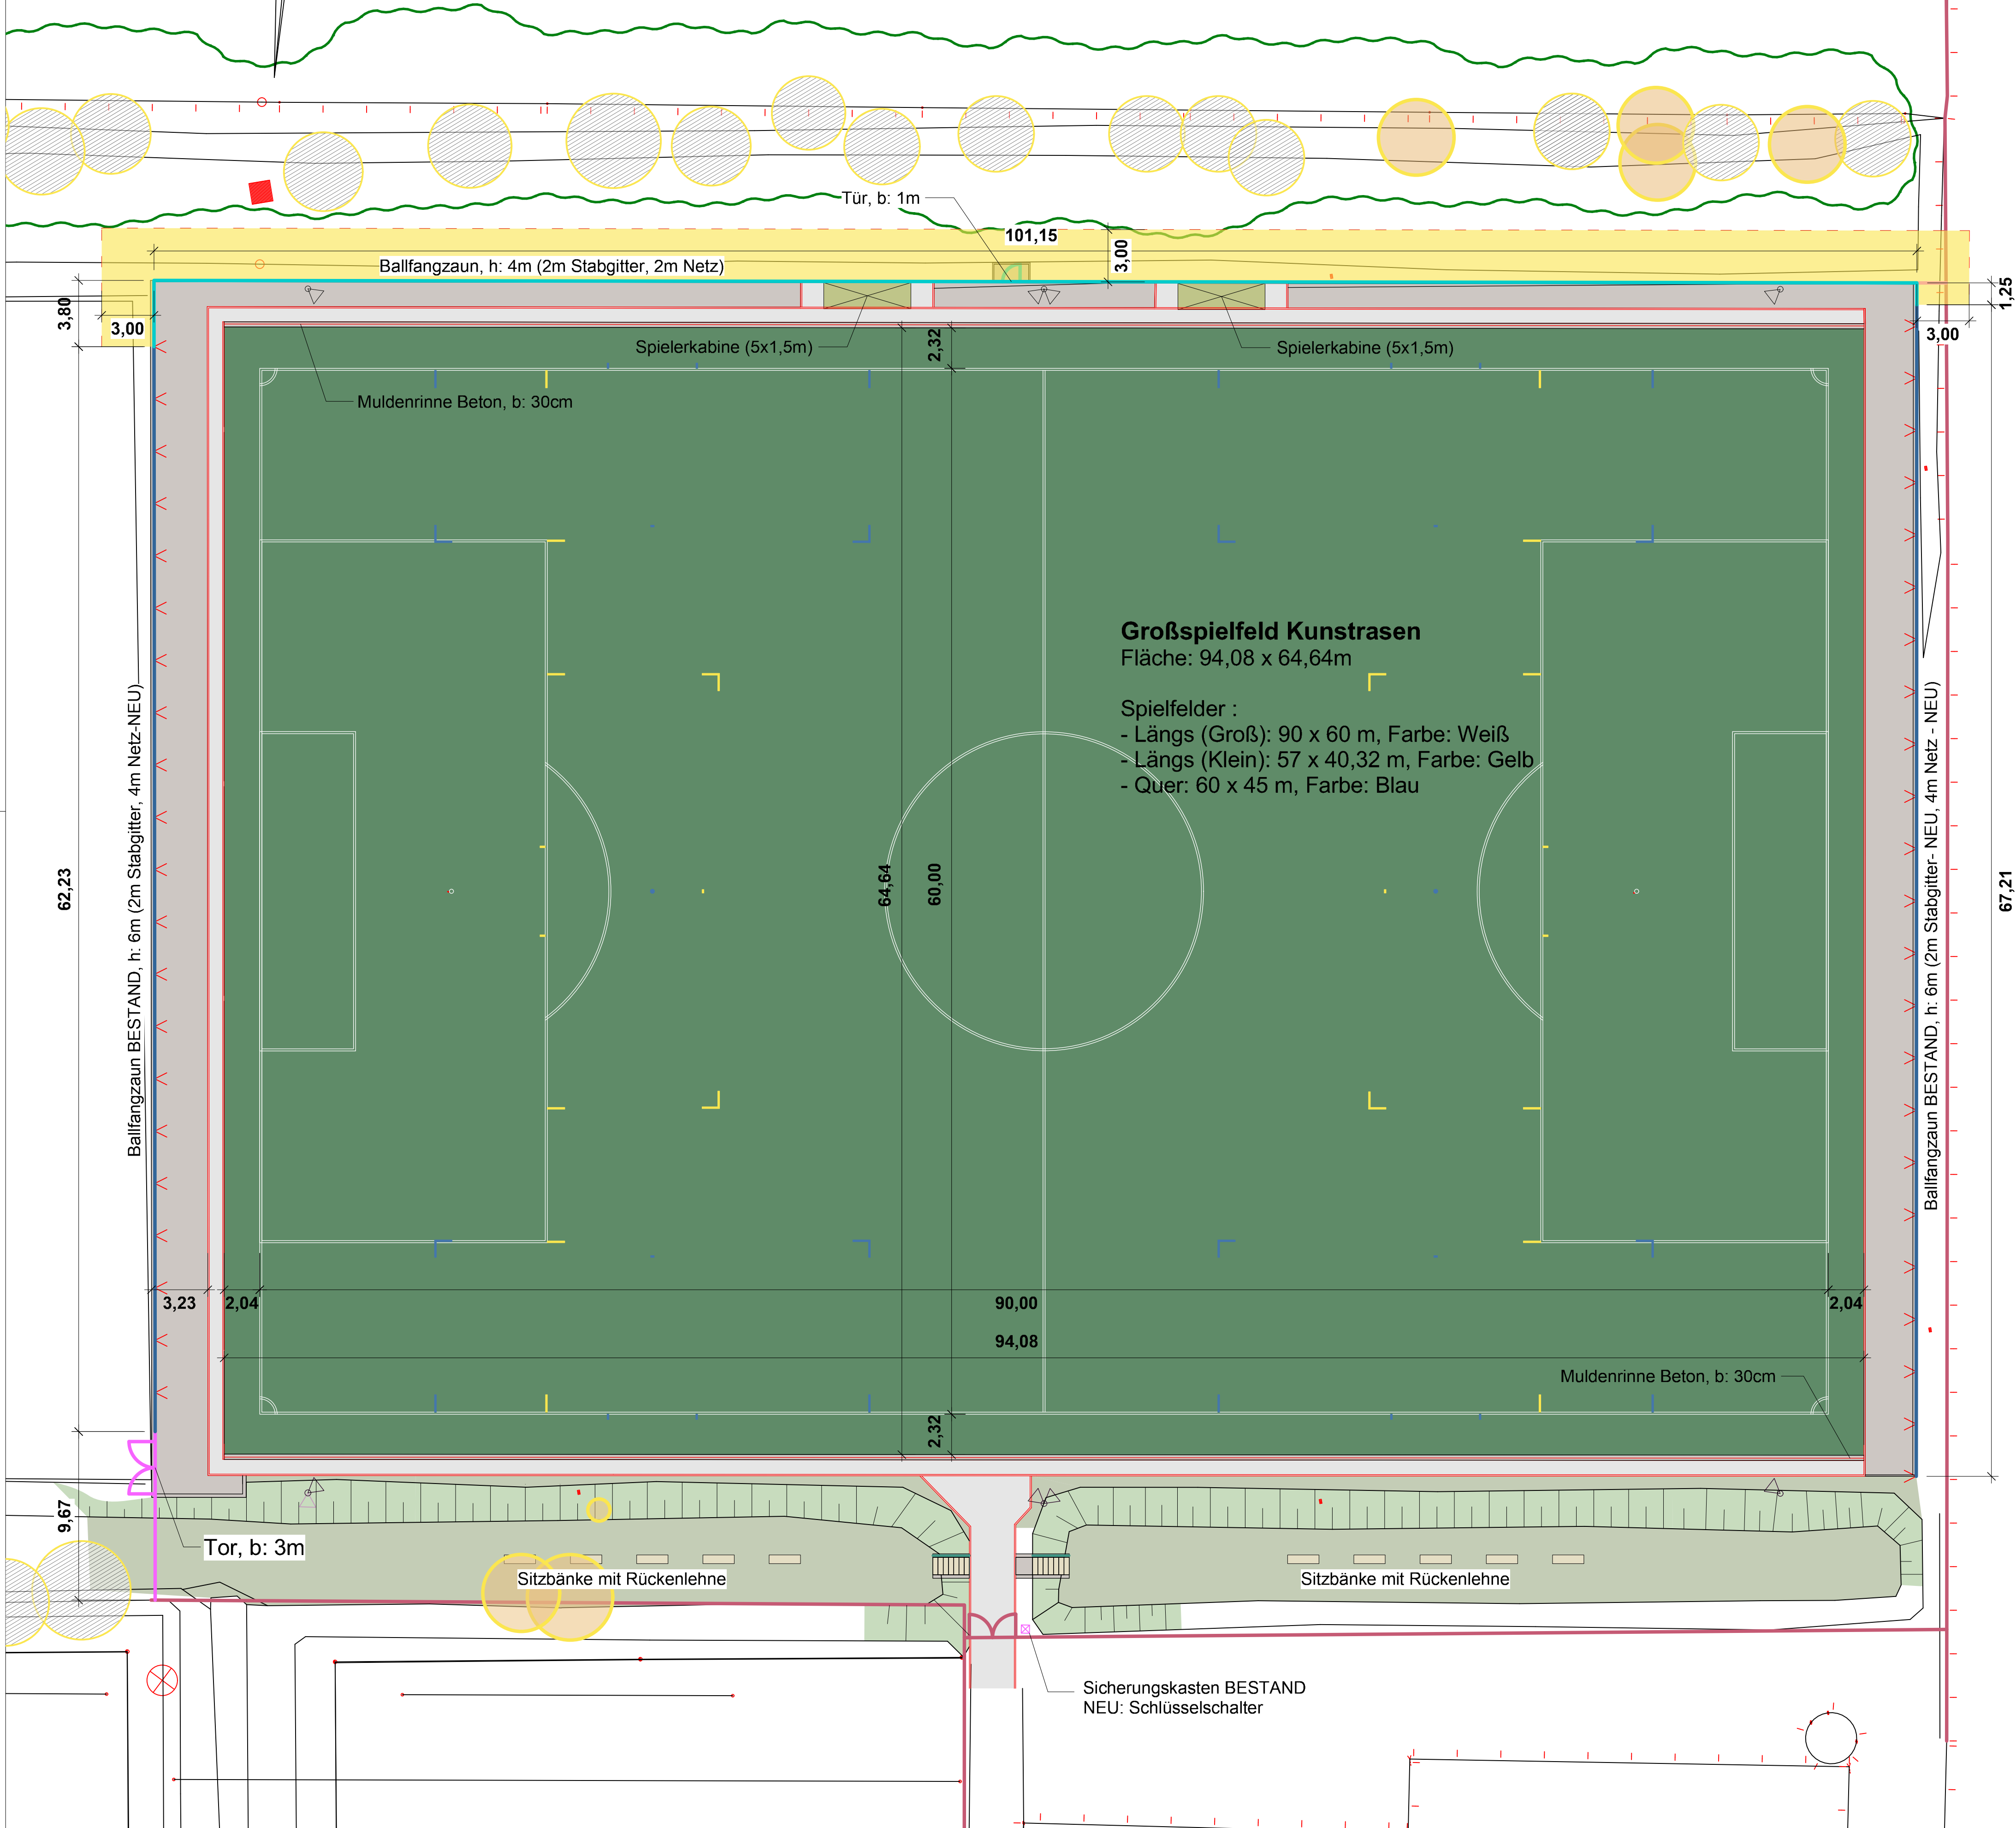 Tür, b: 1m
101,15
3,00
Ballfangzaun, h: 4m (2m Stabgitter, 2m Netz)
3,80
3,00
1,25
3,00
Spielerkabine (5x1,5m)
2,32
Spielerkabine (5x1,5m)
Muldenrinne Beton, b: 30cm
Großspielfeld Kunstrasen
Fläche: 94,08 x 64,64m
Spielfelder :
- Längs (Groß): 90 x 60 m, Farbe: Weiß
- Längs (Klein): 57 x 40,32 m, Farbe: Gelb
- Quer: 60 x 45 m, Farbe: Blau
62,23
Ballfangzaun BESTAND, h: 6m (2m Stabgitter, 4m Netz-NEU)
64,64
60,00
Ballfangzaun BESTAND, h: 6m (2m Stabgitter- NEU, 4m Netz - NEU)
67,21
3,23
2,04
90,00
2,04
94,08
Muldenrinne Beton, b: 30cm
2,32
9,67
Tor, b: 3m
Sitzbänke mit Rückenlehne
Sitzbänke mit Rückenlehne
Sicherungskasten BESTAND
NEU: Schlüsselschalter